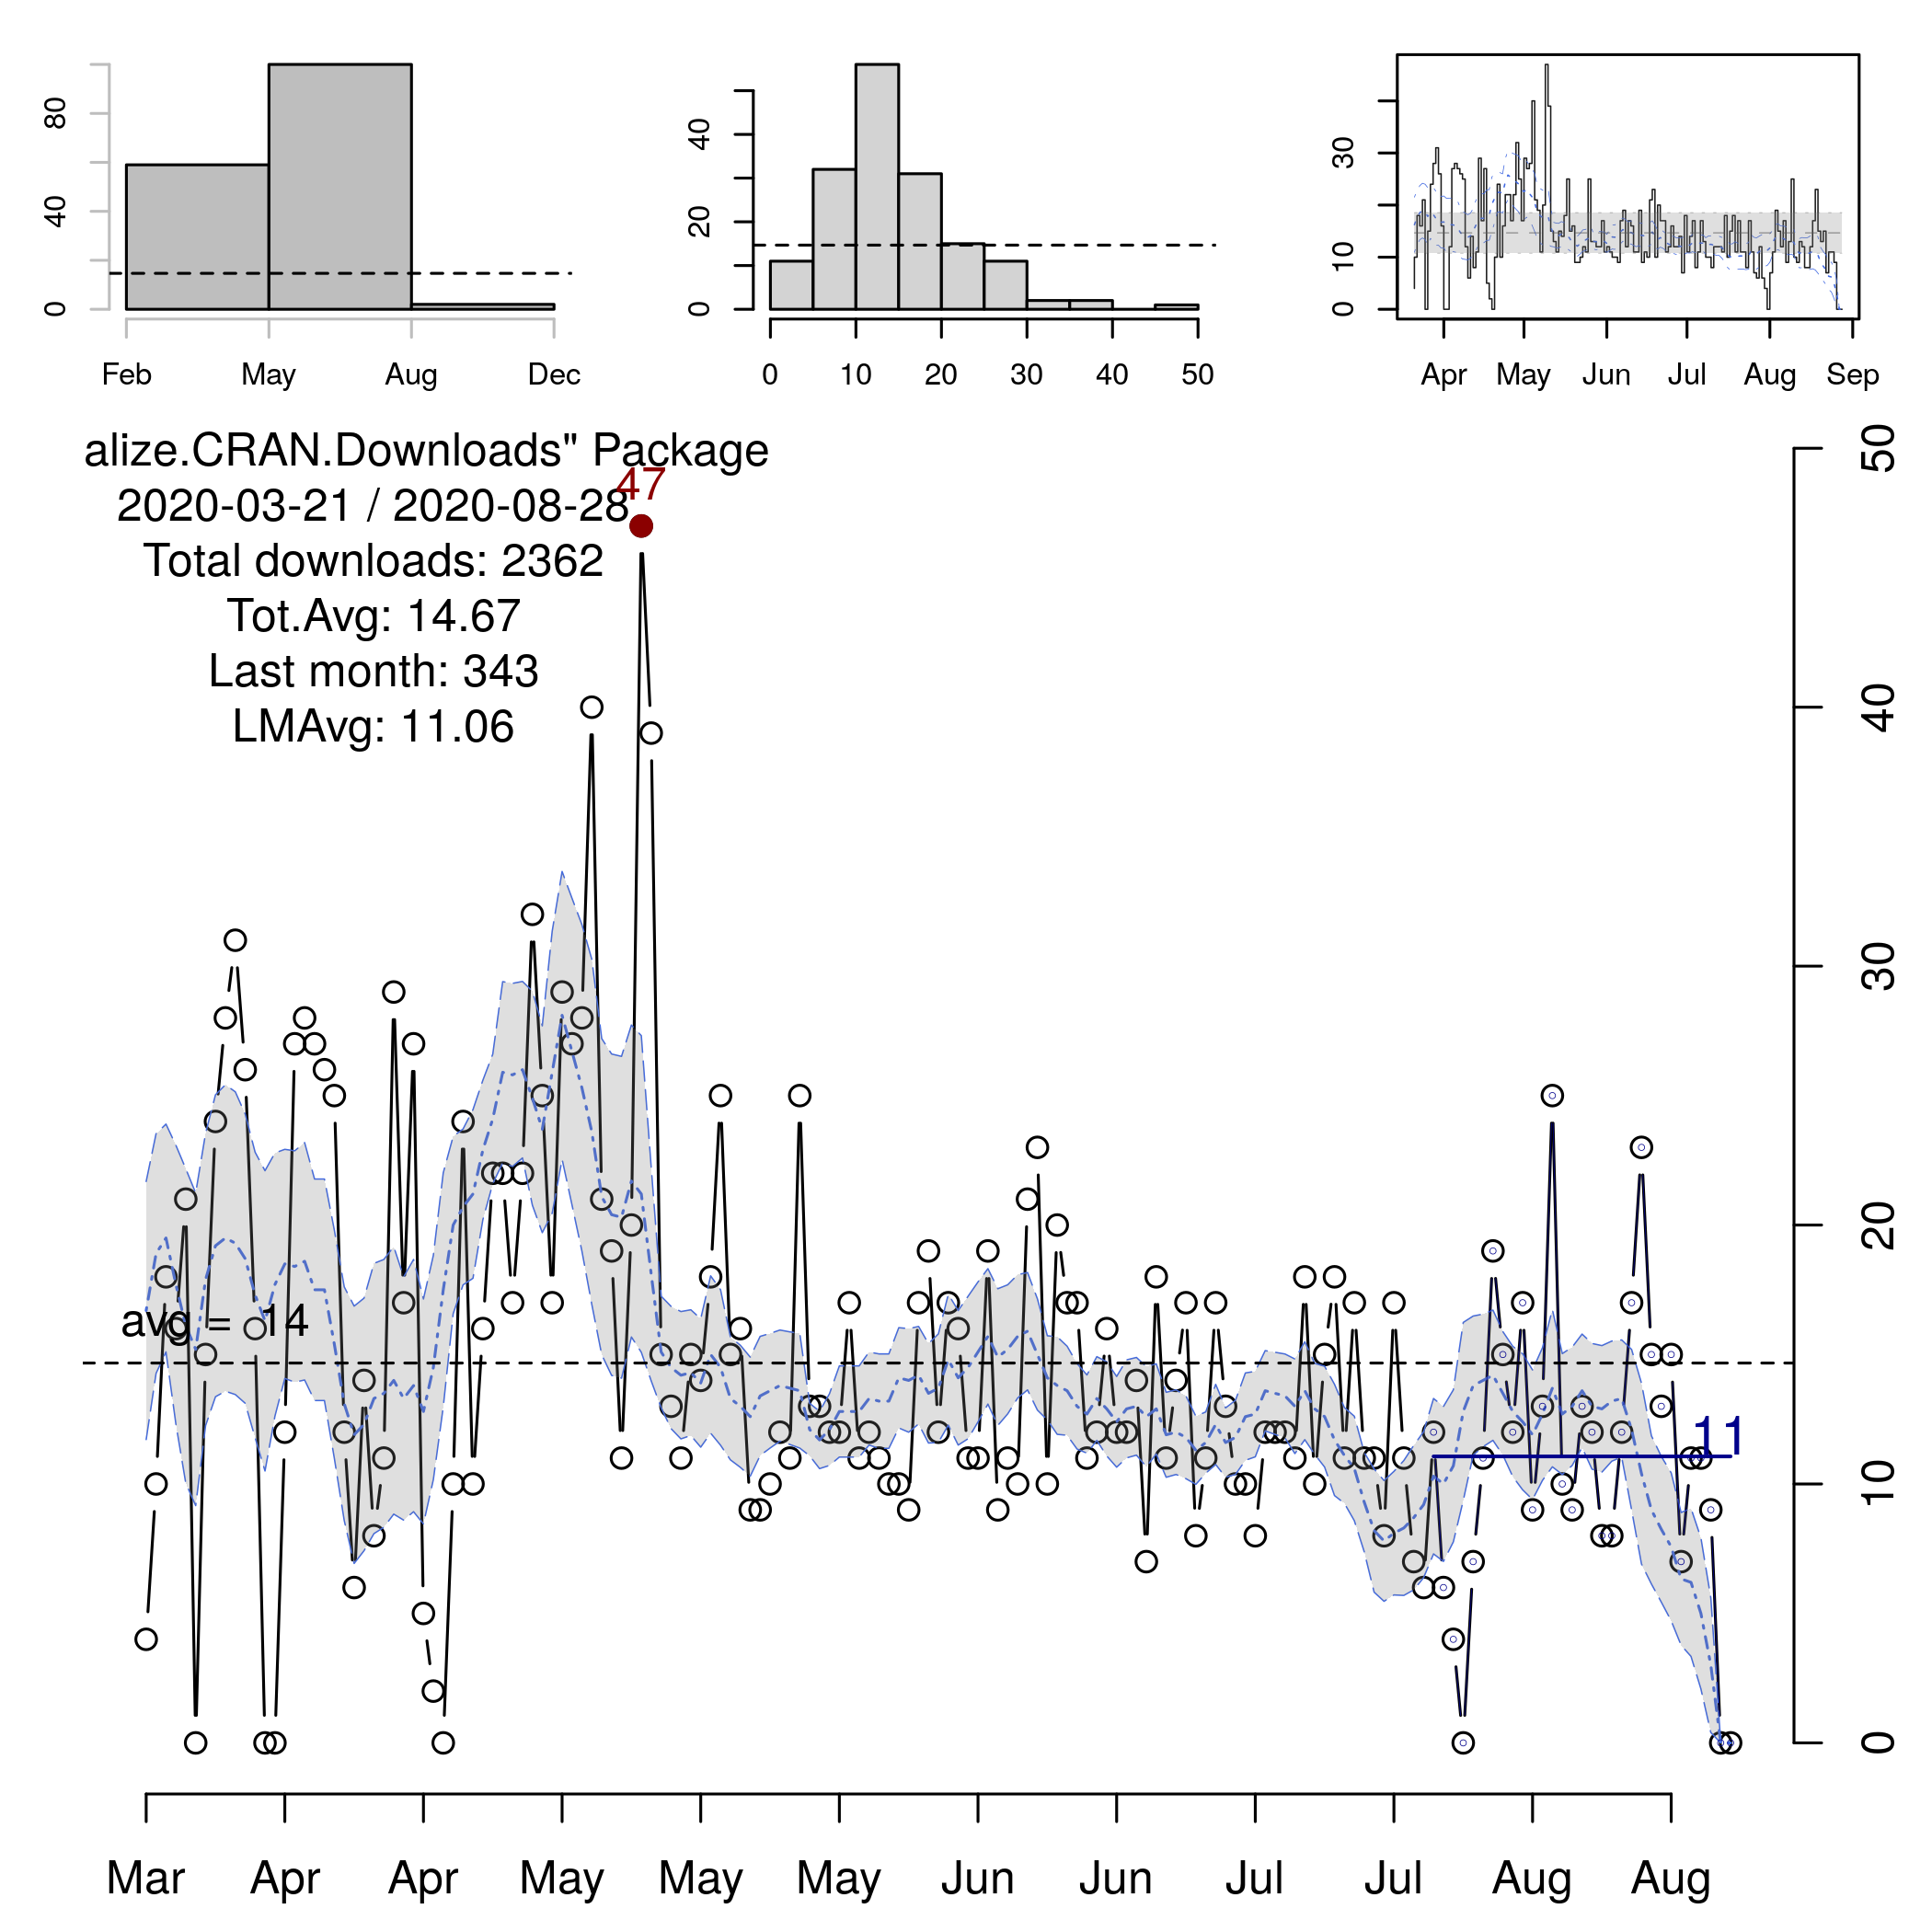 80
40
0
Feb May Aug Dec
40
20
0
0 10 20 30 40 50
30
10
0
Apr May Jun Jul Aug Sep
alize.CRAN.Downloads" Package
47
2020-03-21 / 2020-08-28
Total downloads: 2362
Tot.Avg: 14.67
Last month: 343
LMAvg: 11.06
avg = 14
11
50
40
30
20
10
0
Mar Apr Apr May May May Jun Jun Jul Jul Aug Aug